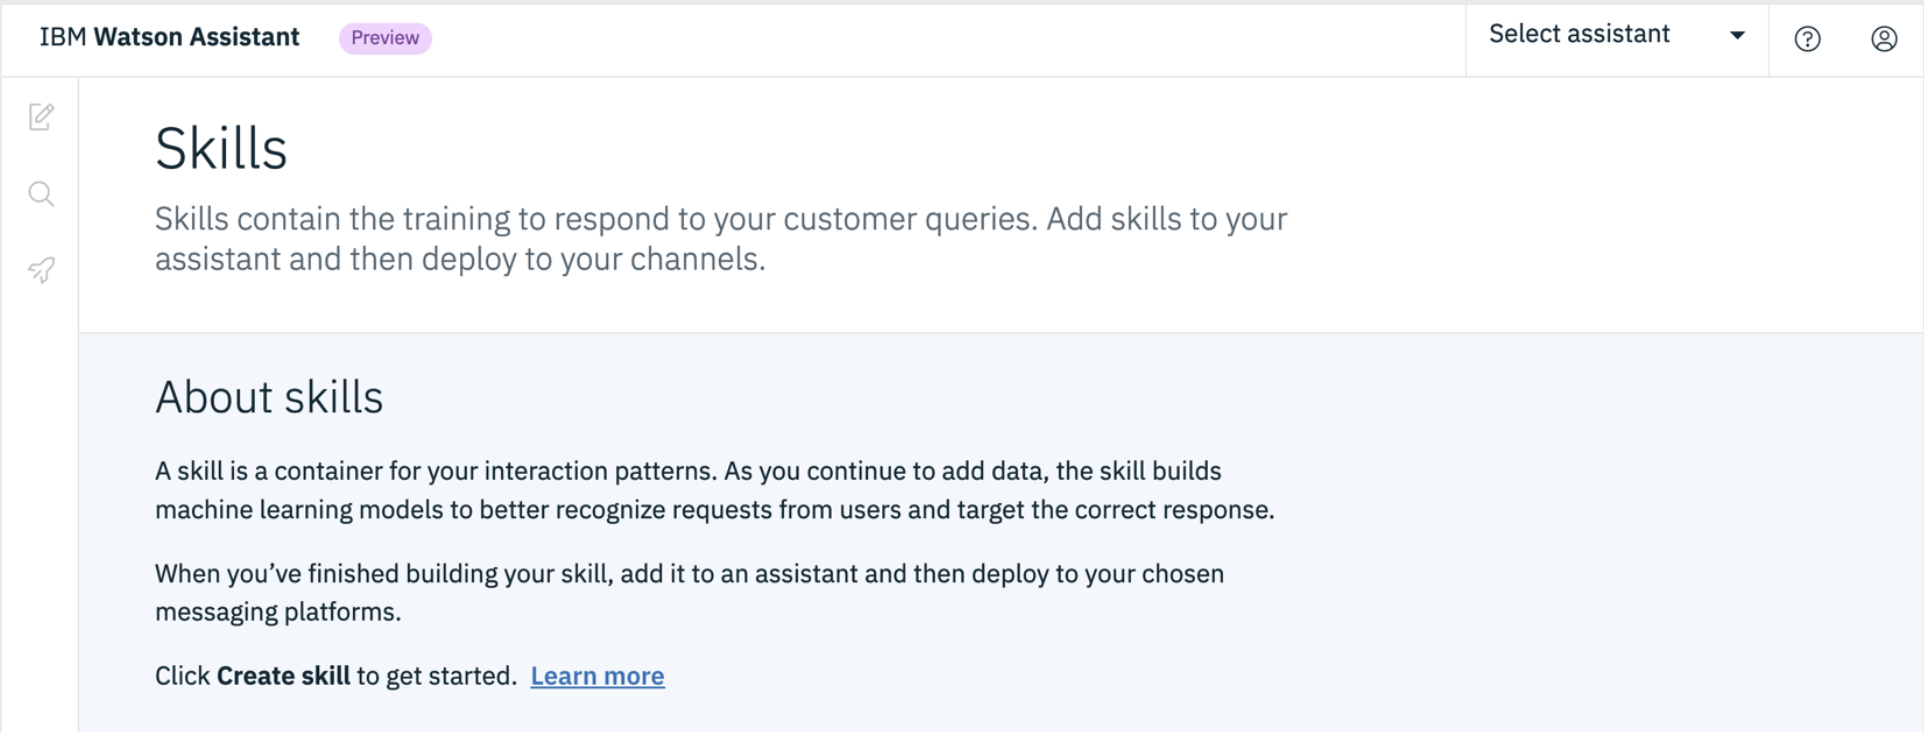 IBM Watson Assistant
Preview
Select assistant
Skills
Skills contain the training to respond to your customer queries. Add skills to your
assistant and then deploy to your channels.
About skills
A skill is a container for your interaction patterns. As you continue to add data, the skill builds
machine learning models to better recognize requests from users and target the correct response.
When you’ve finished building your skill, add it to an assistant and then deploy to your chosen
messaging platforms.
Click Create skill to get started. Learn more